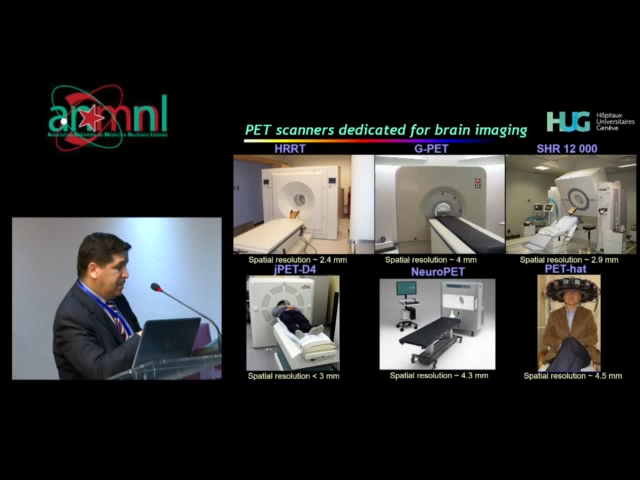 anmnl
PET scanners dedicated for brain imaging
HUG
Hôpitaux
Universitaires
Genève
HRRT
G-PET
SHR 12 000
Spatial resolution ~ 2.4 mm
Spatial resolution ~ 4 mm
Spatial resolution ~ 2.9 mm
jPET-D4
NeuroPET
PET-hat
Spatial resolution < 3 mm
Spatial resolution ~ 4.3 mm
Spatial resolution ~ 4.5 mm